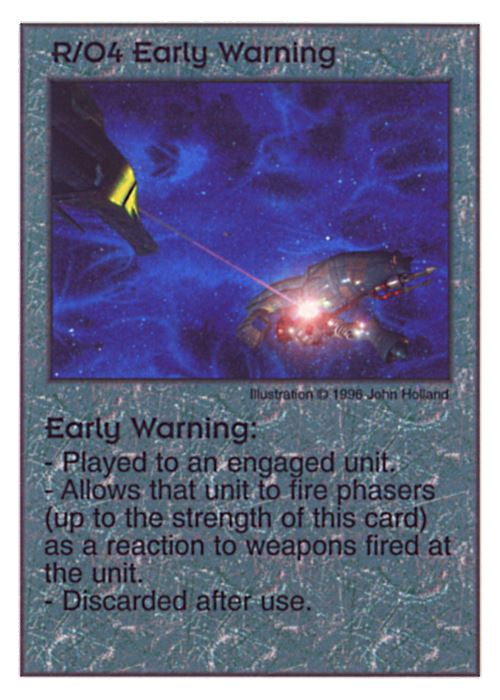 R/O4 Early Warning
Illustration © 1996 John Holland
Early Warning:
- Played to an engaged unit.
- Allows that unit to fire phasers
(up to the strength of this card)
as a reaction to weapons fired at
the unit.
- Discarded after use.